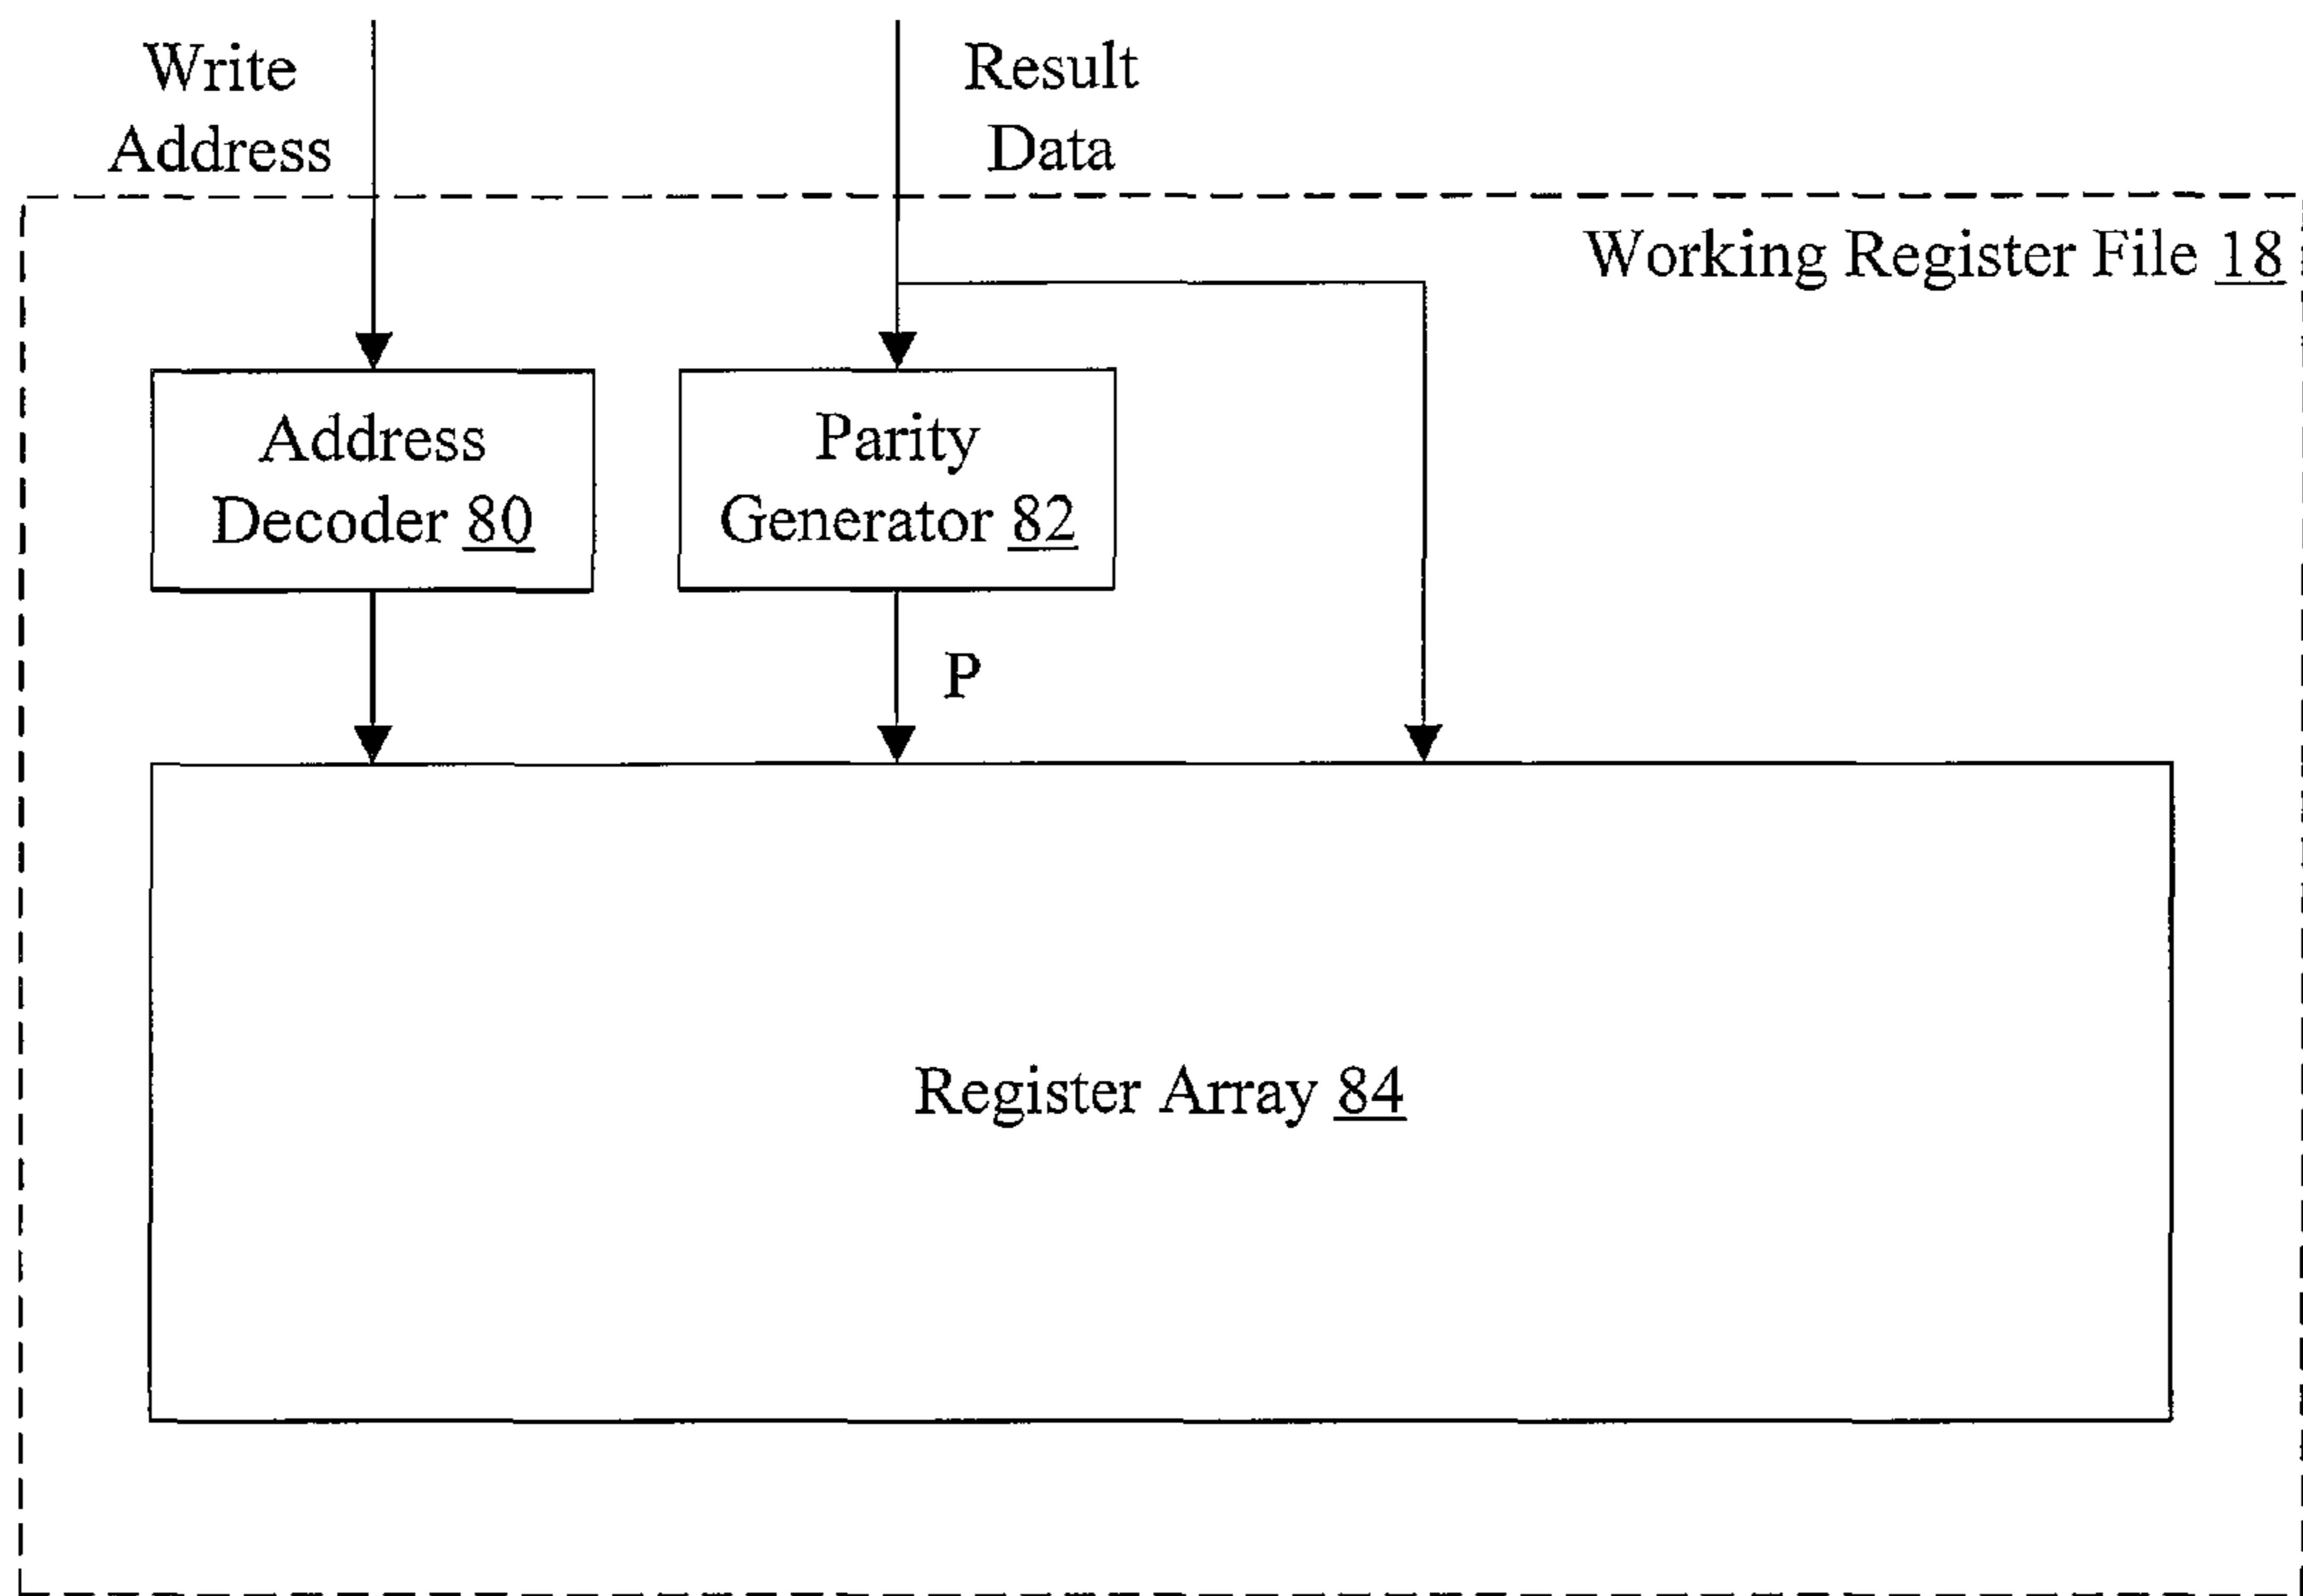 Write
Address
Result
Data
Working Register File 18
Address
Decoder 80
Parity
Generator 82
P
Register Array 84